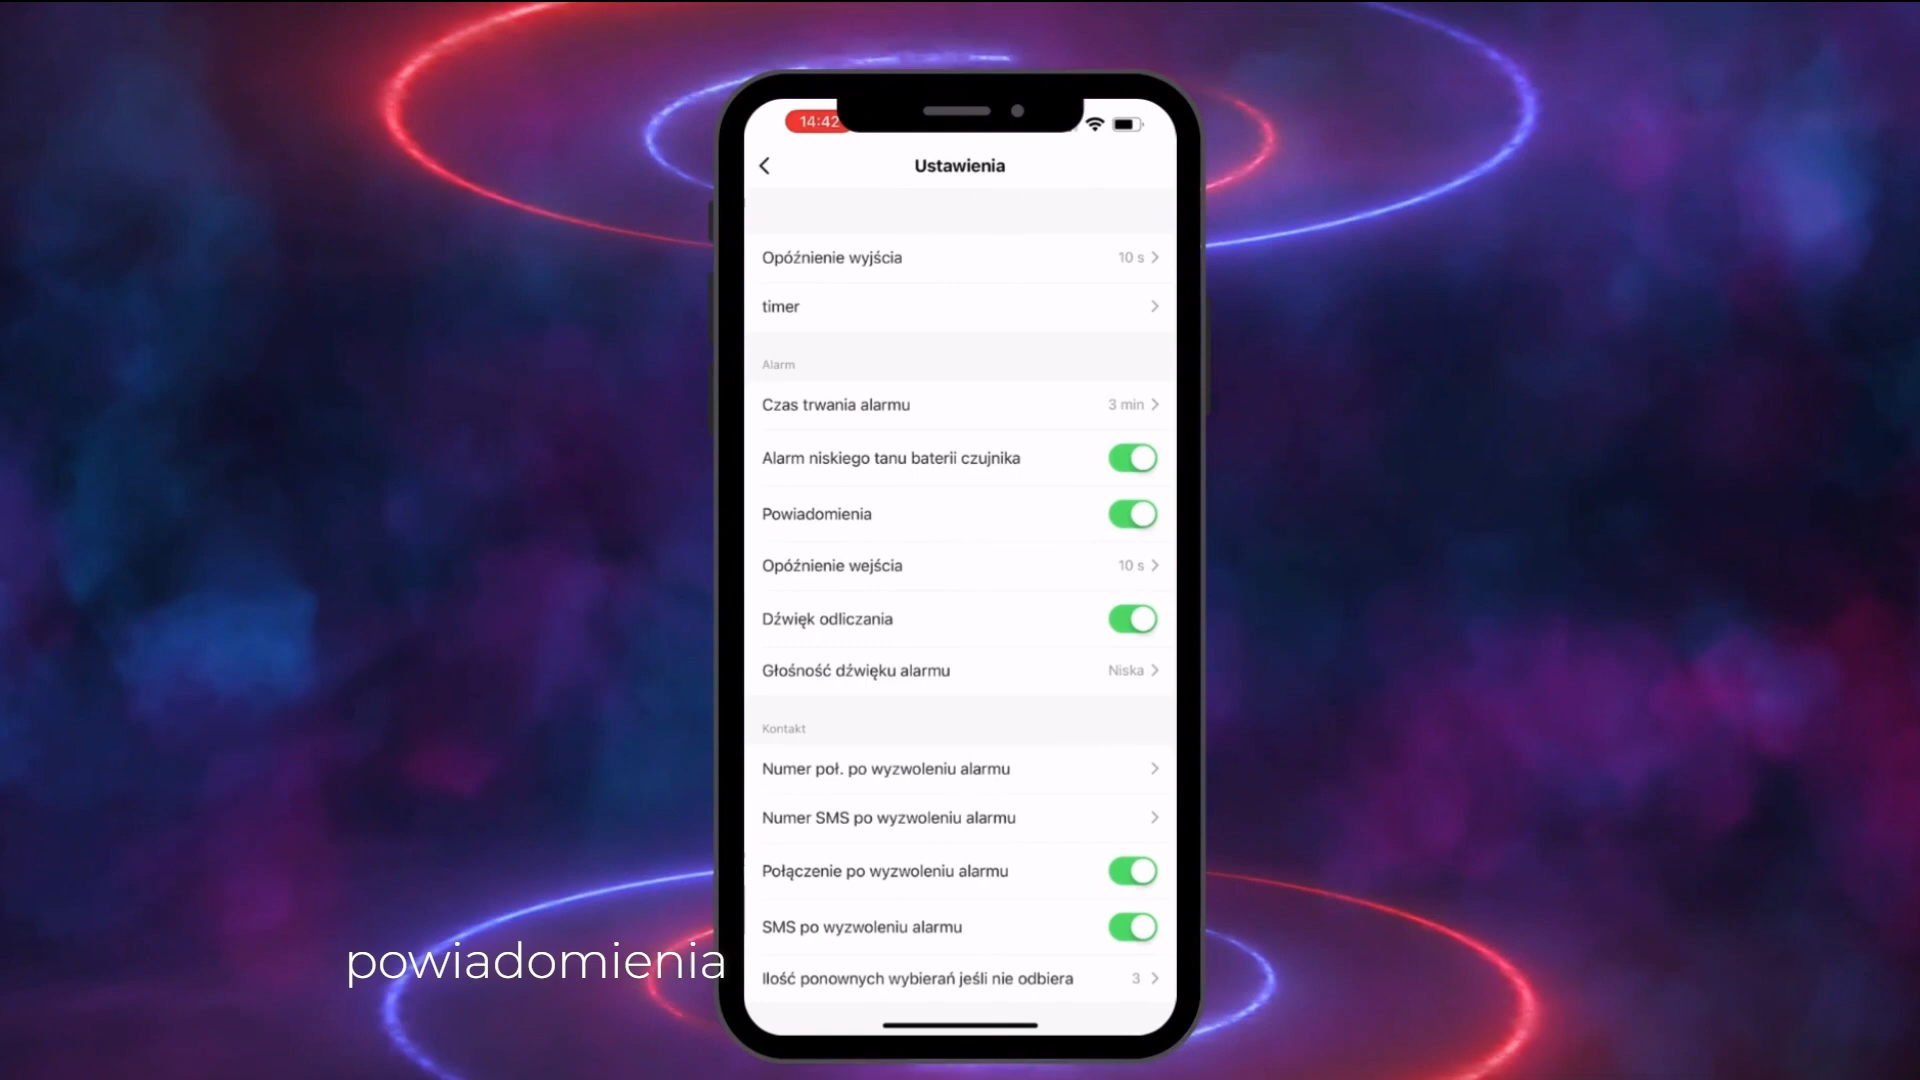 14:42
Ustawienia
Opóźnienie wyjścia 10 s
timer
Alarm
Czas trwania alarmu 3 min
Alarm niskiego tanu baterii czujnika
Powiadomienia
Opóźnienie wejścia 10 s
Dźwięk odliczania
Głośność dźwięku alarmu Niska
Kontakt
Numer poł. po wyzwoleniu alarmu
Numer SMS po wyzwoleniu alarmu
Połączenie po wyzwoleniu alarmu
SMS po wyzwoleniu alarmu
powiadomienia
Ilość ponownych wybierań jeśli nie odbiera 3